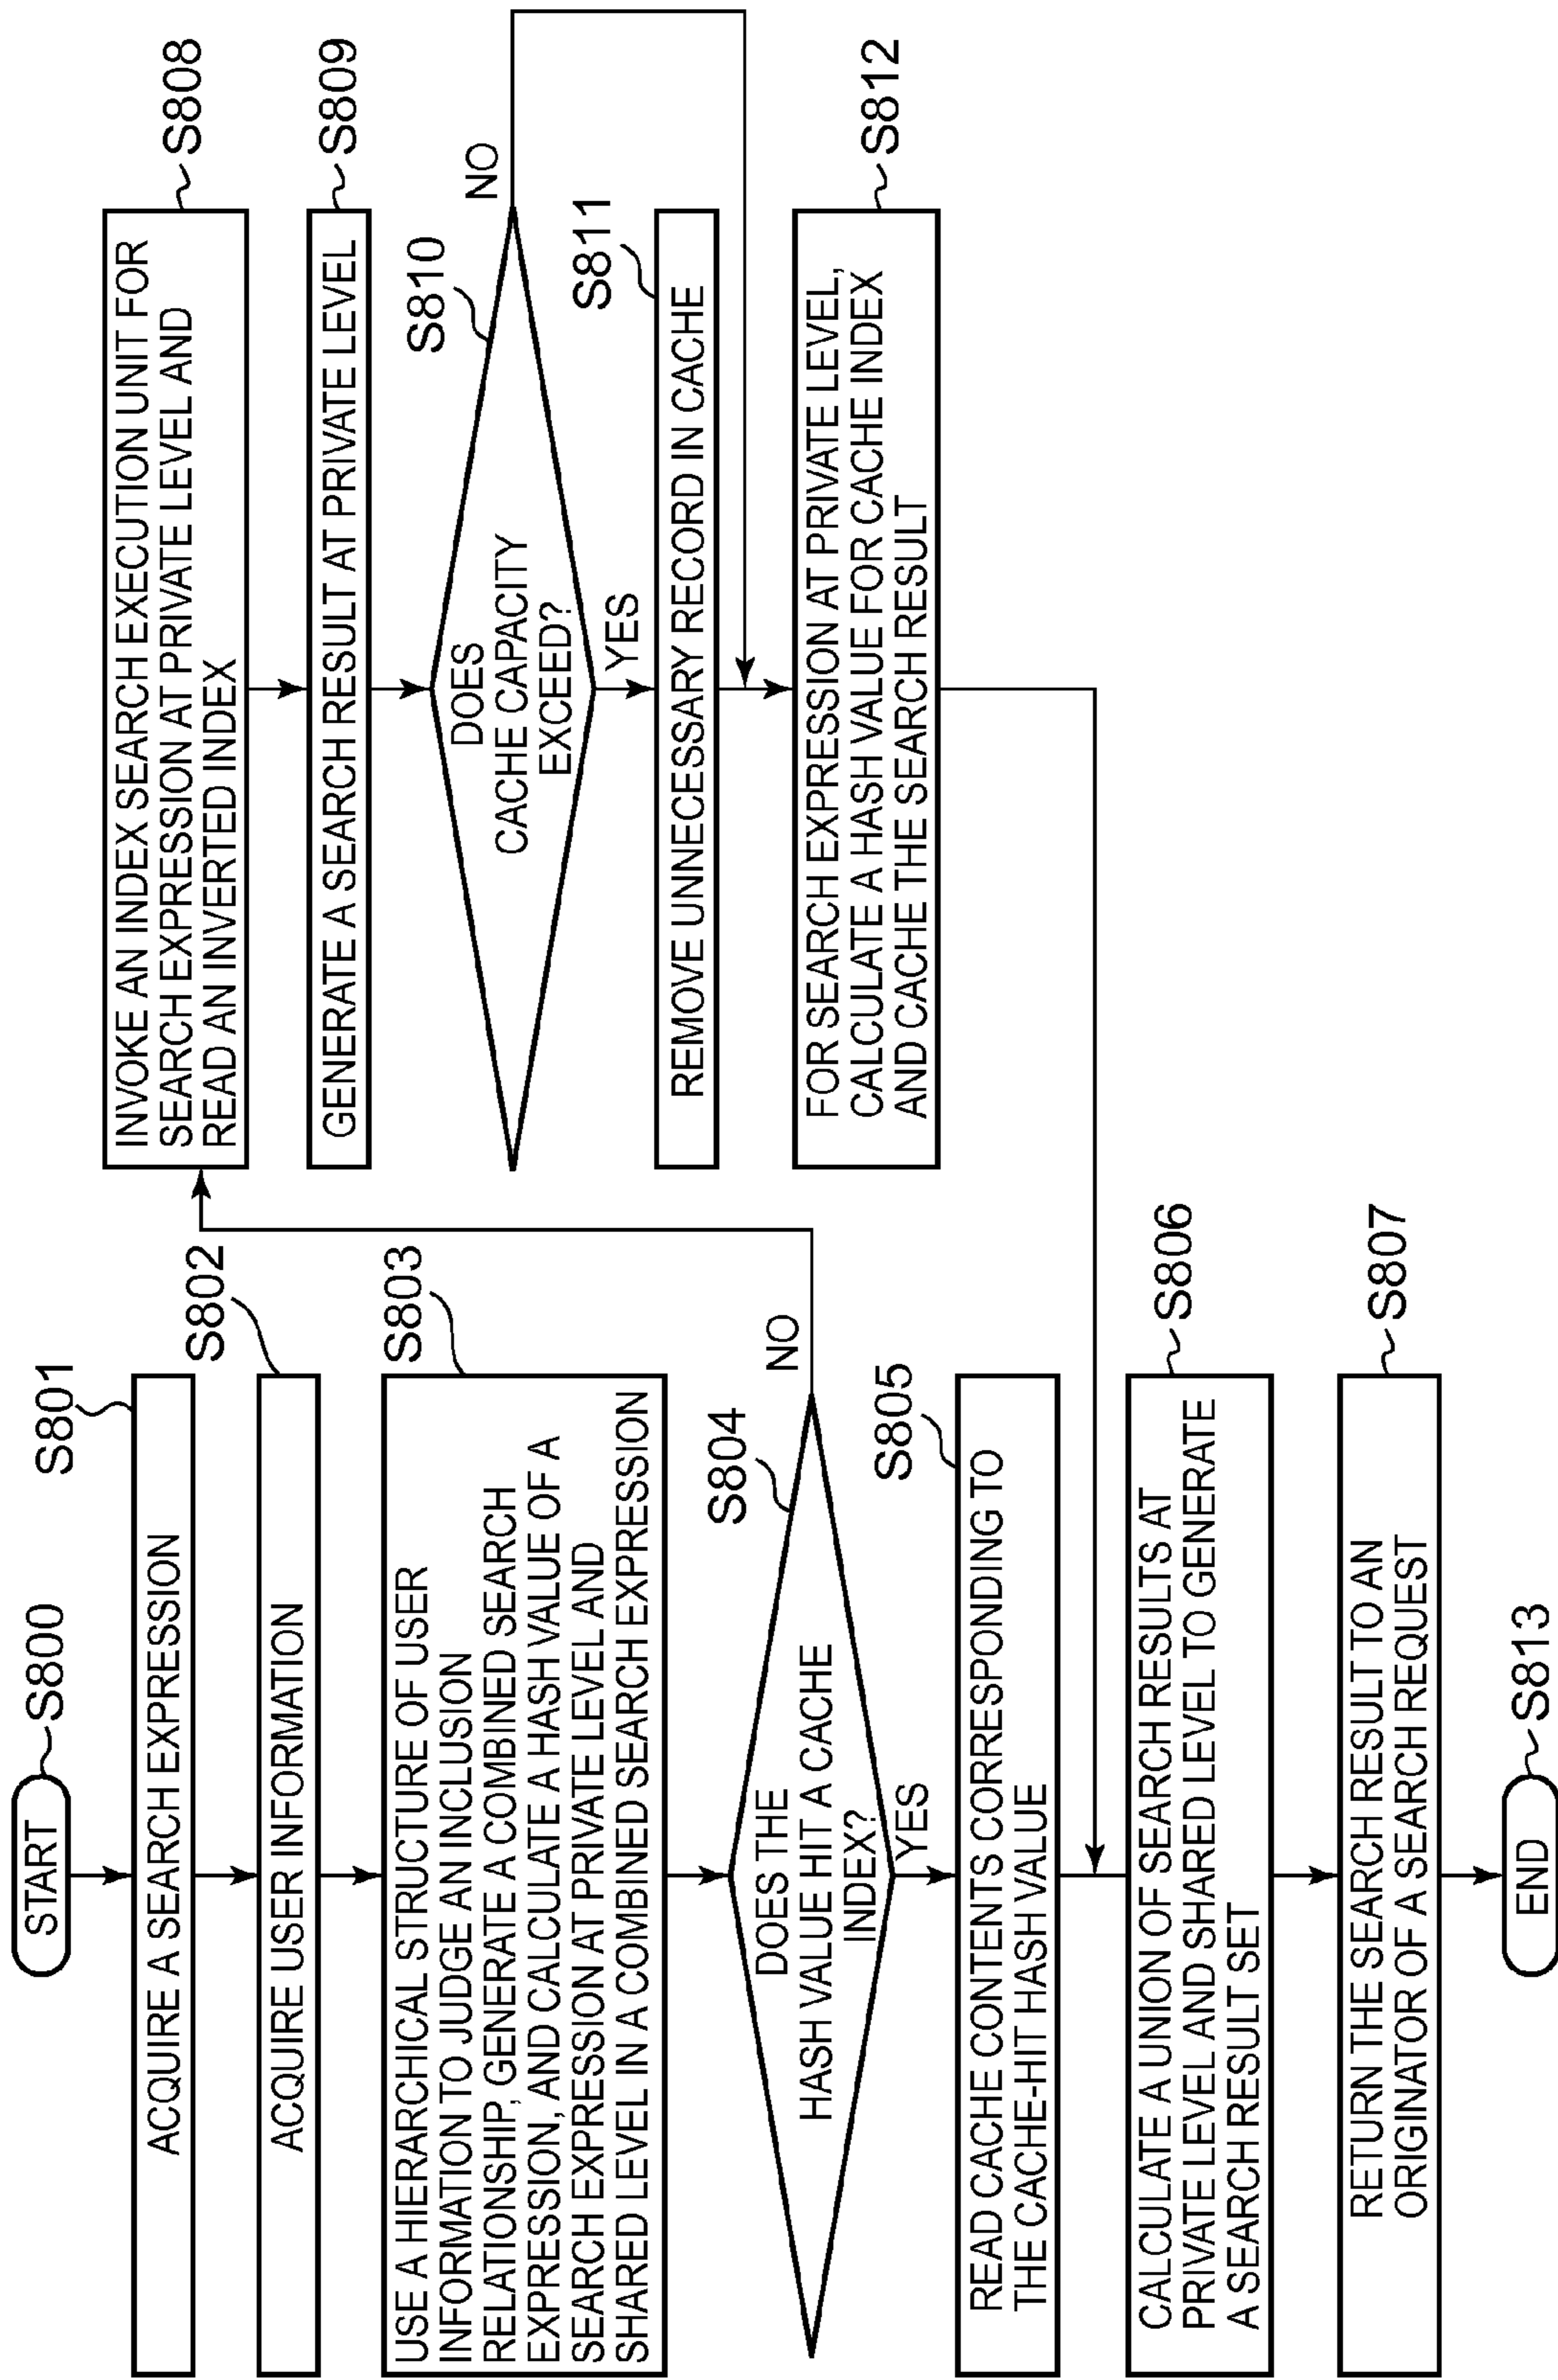 START
S800
S801
ACQUIRE A SEARCH EXPRESSION
S802
ACQUIRE USER INFORMATION
S803
USE A HIERARCHICAL STRUCTURE OF USER
INFORMATION TO JUDGE AN INCLUSION
RELATIONSHIP, GENERATE A COMBINED SEARCH
EXPRESSION, AND CALCULATE A HASH VALUE OF A
SEARCH EXPRESSION AT PRIVATE LEVEL AND
SHARED LEVEL IN A COMBINED SEARCH EXPRESSION
S804
DOES THE
HASH VALUE HIT A CACHE
INDEX?
NO
YES
S805
READ CACHE CONTENTS CORRESPONDING TO
THE CACHE-HIT HASH VALUE
S806
CALCULATE A UNION OF SEARCH RESULTS AT
PRIVATE LEVEL AND SHARED LEVEL TO GENERATE
A SEARCH RESULT SET
S807
RETURN THE SEARCH RESULT TO AN
ORIGINATOR OF A SEARCH REQUEST
END
S813
S808
INVOKE AN INDEX SEARCH EXECUTION UNIT FOR
SEARCH EXPRESSION AT PRIVATE LEVEL AND
READ AN INVERTED INDEX
S809
GENERATE A SEARCH RESULT AT PRIVATE LEVEL
S810
DOES
CACHE CAPACITY
EXCEED?
NO
YES
S811
REMOVE UNNECESSARY RECORD IN CACHE
S812
FOR SEARCH EXPRESSION AT PRIVATE LEVEL,
CALCULATE A HASH VALUE FOR CACHE INDEX
AND CACHE THE SEARCH RESULT